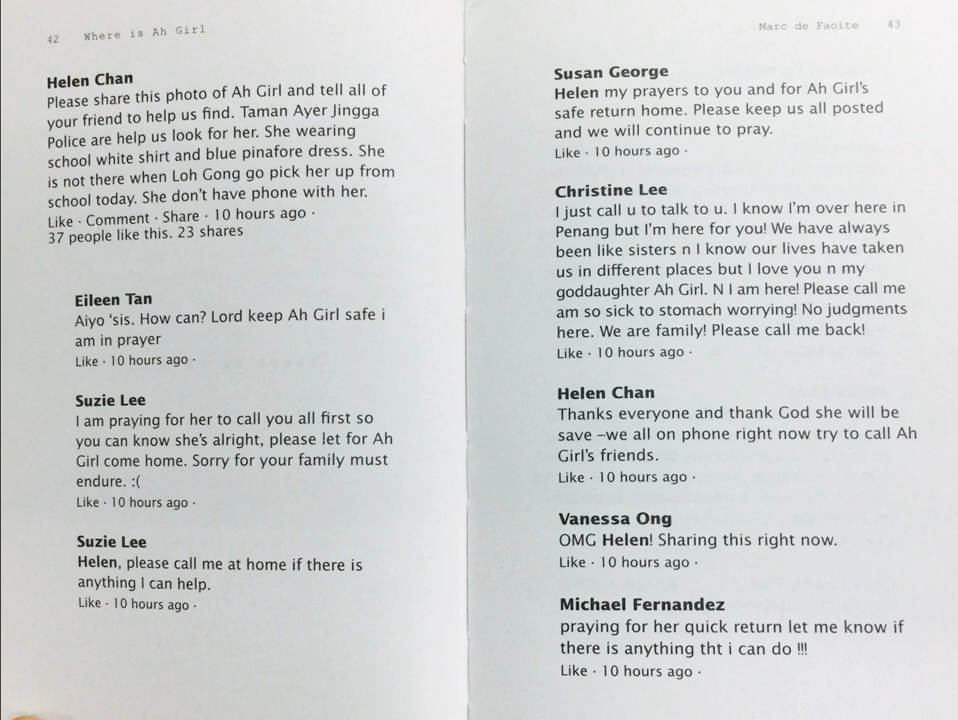 42 Where is Ah Girl
Helen Chan
Please share this photo of Ah Girl and tell all of
your friend to help us find. Taman Ayer Jingga
Police are help us look for her. She wearing
school white shirt and blue pinafore dress. She
is not there when Loh Gong go pick her up from
school today. She don't have phone with her.
Like · Comment · Share · 10 hours ago ·
37 people like this. 23 shares
Eileen Tan
Aiyo ‘sis. How can? Lord keep Ah Girl safe i
am in prayer
Like · 10 hours ago ·
Suzie Lee
I am praying for her to call you all first so
you can know she's alright, please let for Ah
Girl come home. Sorry for your family must
endure. :(
Like · 10 hours ago ·
Suzie Lee
Helen, please call me at home if there is
anything I can help.
Like · 10 hours ago ·
Marc de Faoite 43
Susan George
Helen my prayers to you and for Ah Girl's
safe return home. Please keep us all posted
and we will continue to pray.
Like · 10 hours ago ·
Christine Lee
I just call u to talk to u. I know I'm over here in
Penang but I'm here for you! We have always
been like sisters n I know our lives have taken
us in different places but I love you n my
goddaughter Ah Girl. N I am here! Please call me
am so sick to stomach worrying! No judgments
here. We are family! Please call me back!
Like · 10 hours ago ·
Helen Chan
Thanks everyone and thank God she will be
save –we all on phone right now try to call Ah
Girl's friends.
Like · 10 hours ago ·
Vanessa Ong
OMG Helen! Sharing this right now.
Like · 10 hours ago ·
Michael Fernandez
praying for her quick return let me know if
there is anything tht i can do !!!
Like · 10 hours ago ·